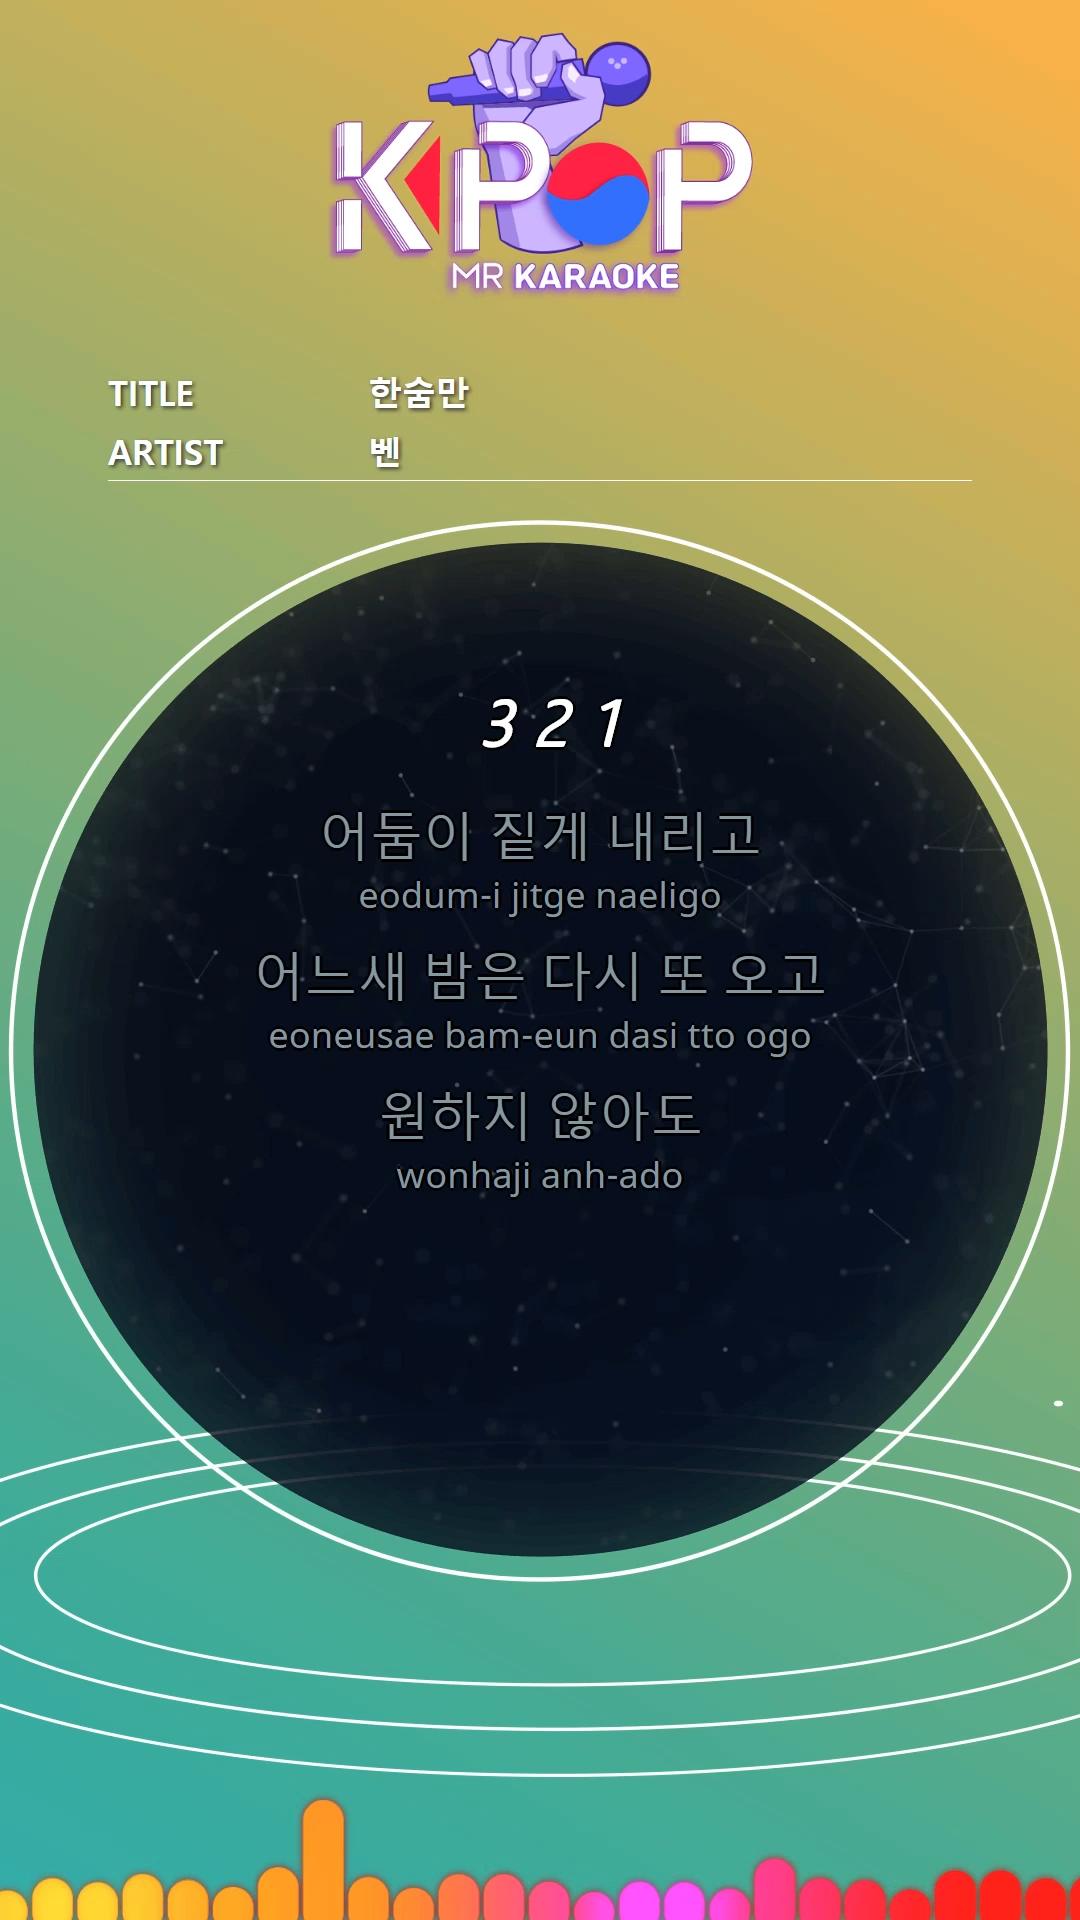 KPOP
MR KARAOKE
TITLE 한숨만
ARTIST 벤
3 2 1
어둠이 짙게 내리고
eodum-i jitge naeligo
어느새 밤은 다시 또 오고
eoneusae bam-eun dasi tto ogo
원하지 않아도
wonhaji anh-ado